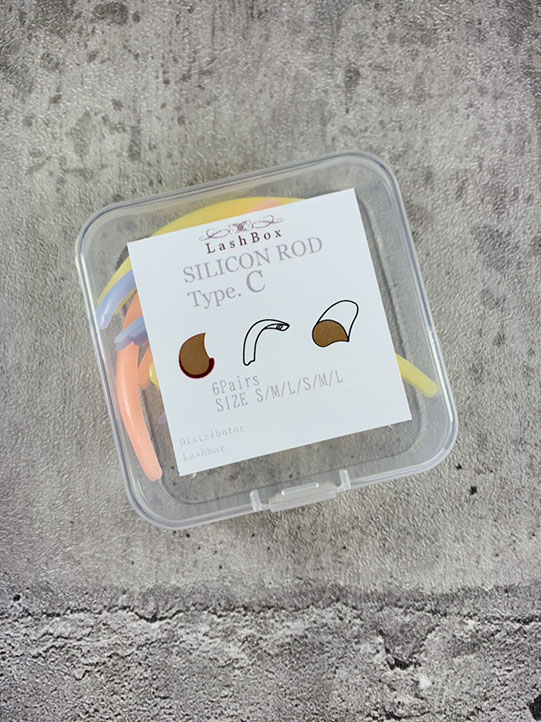 LashBox
SILICON ROD
Type. C
6Pairs
SIZE S/M/L/S/M/L
Distributor
Lashbox